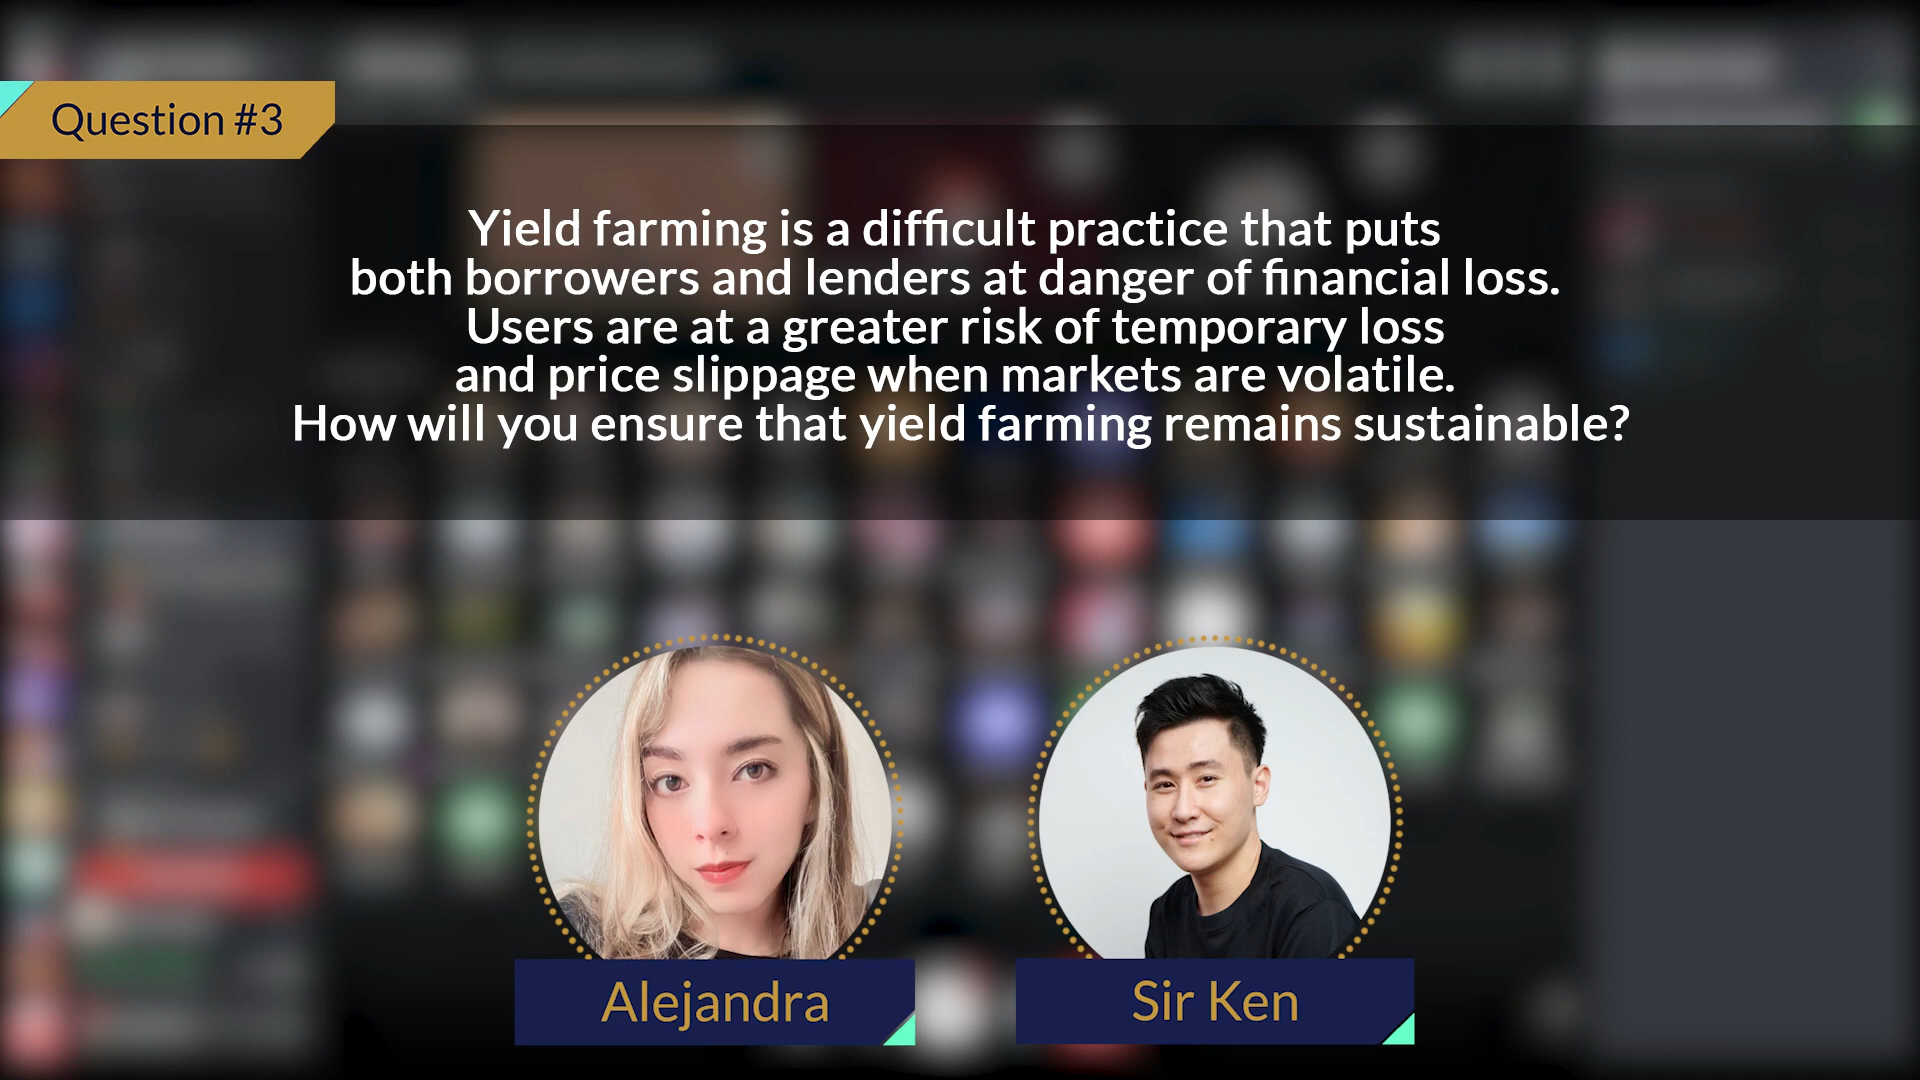 Question #3
Yield farming is a difficult practice that puts
both borrowers and lenders at danger of financial loss.
Users are at a greater risk of temporary loss
and price slippage when markets are volatile.
How will you ensure that yield farming remains sustainable?
Alejandra
Sir Ken